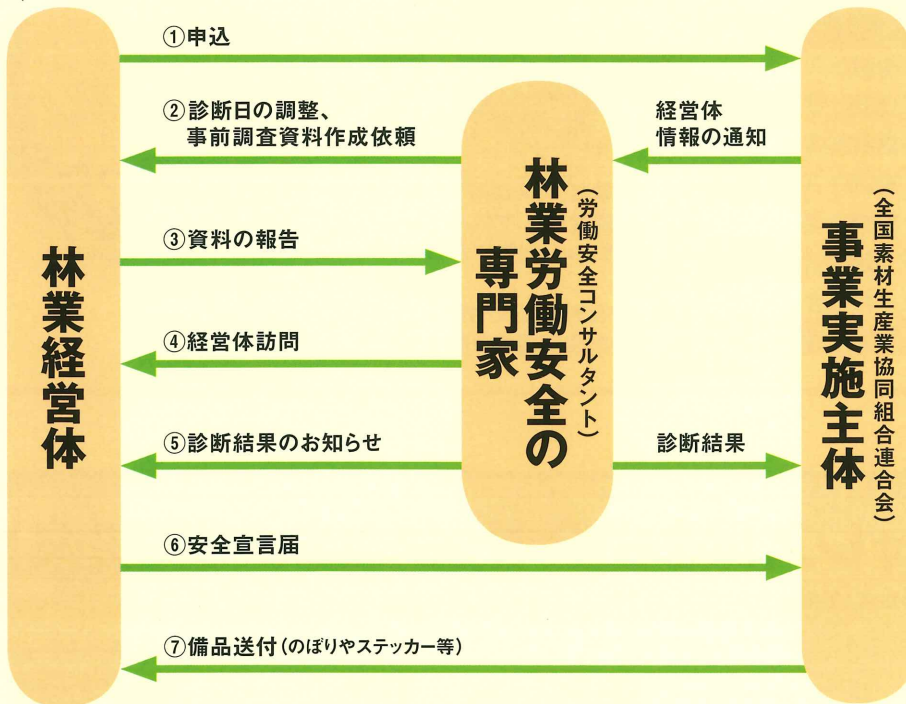 ①申込
②診断日の調整、
事前調査資料作成依頼
経営体
情報の通知
③資料の報告
④経営体訪問
⑤診断結果のお知らせ
診断結果
⑥安全宣言届
⑦備品送付(のぼりやステッカー等)
林業経営体
(労働安全コンサルタント)
林業労働安全の
専門家
(全国素材生産業協同組合連合会)
事業実施主体